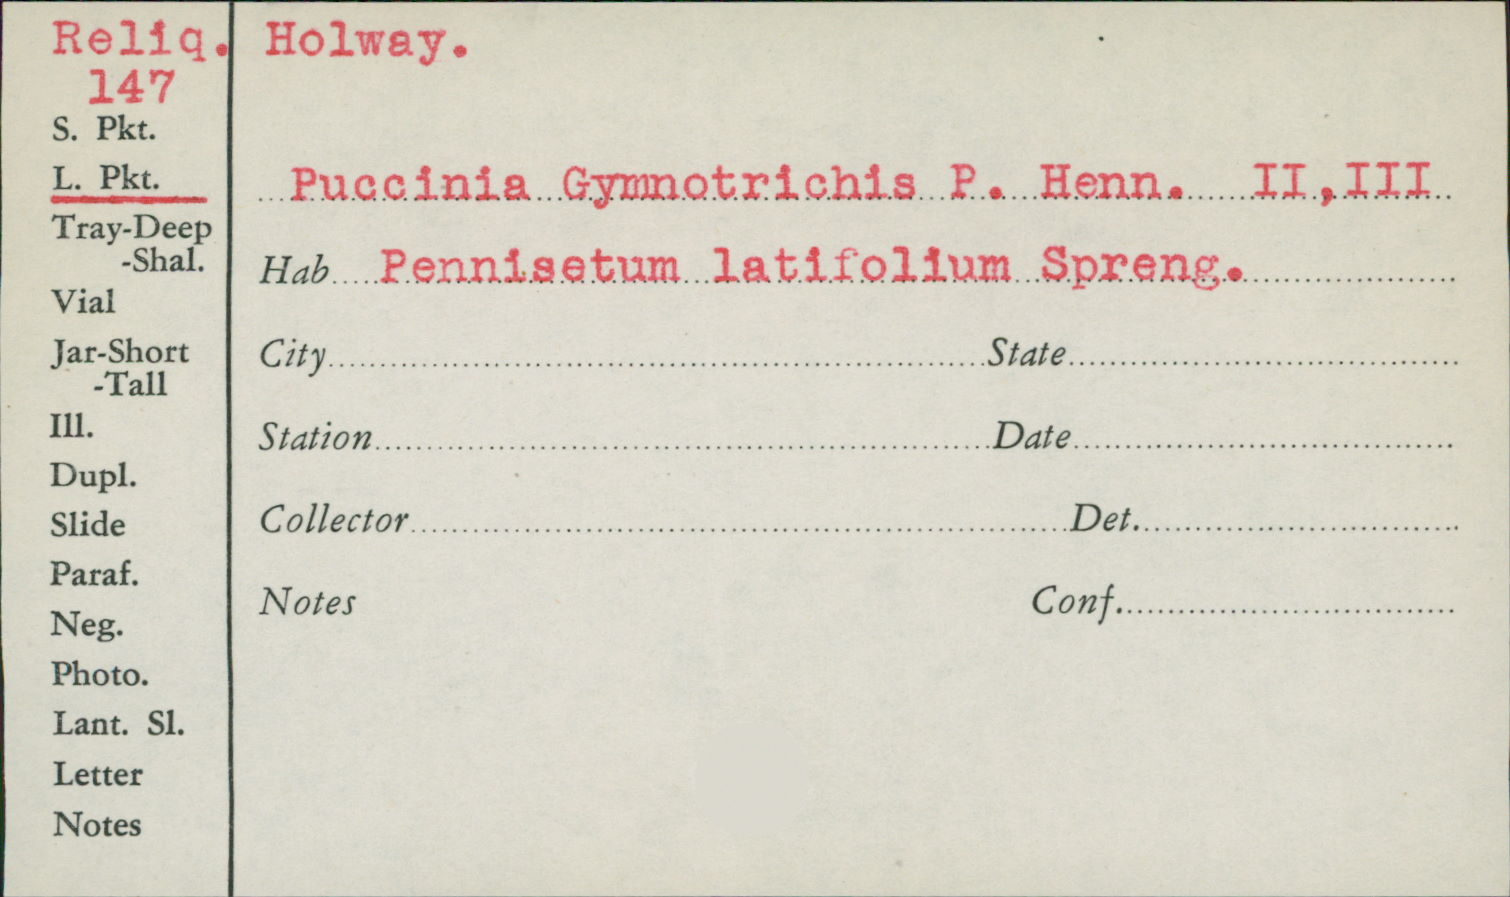 Reliq. Holway.
147
S. Pkt.
L. Pkt.
Tray-Deep
-Shal.
Vial
Jar-Short
-Tall
Ill.
Dupl.
Slide
Paraf.
Neg.
Photo.
Lant. Sl.
Letter
Notes
Puccinia Gymnotrichis P. Henn. II,III
Hab Pennisetum latifolium Spreng.
City State
Station Date
Collector Det.
Notes Conf.